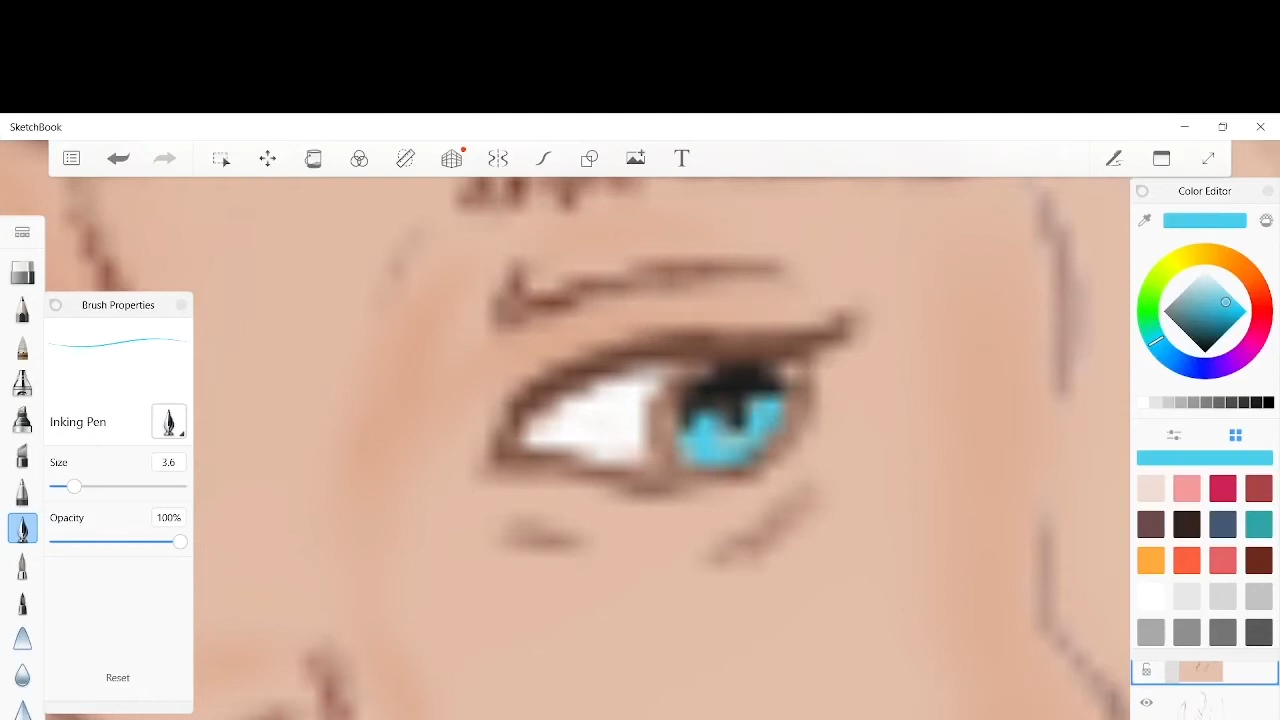 SketchBook
T
Color Editor
Brush Properties
Inking Pen
Size
3.6
Opacity
100%
Reset